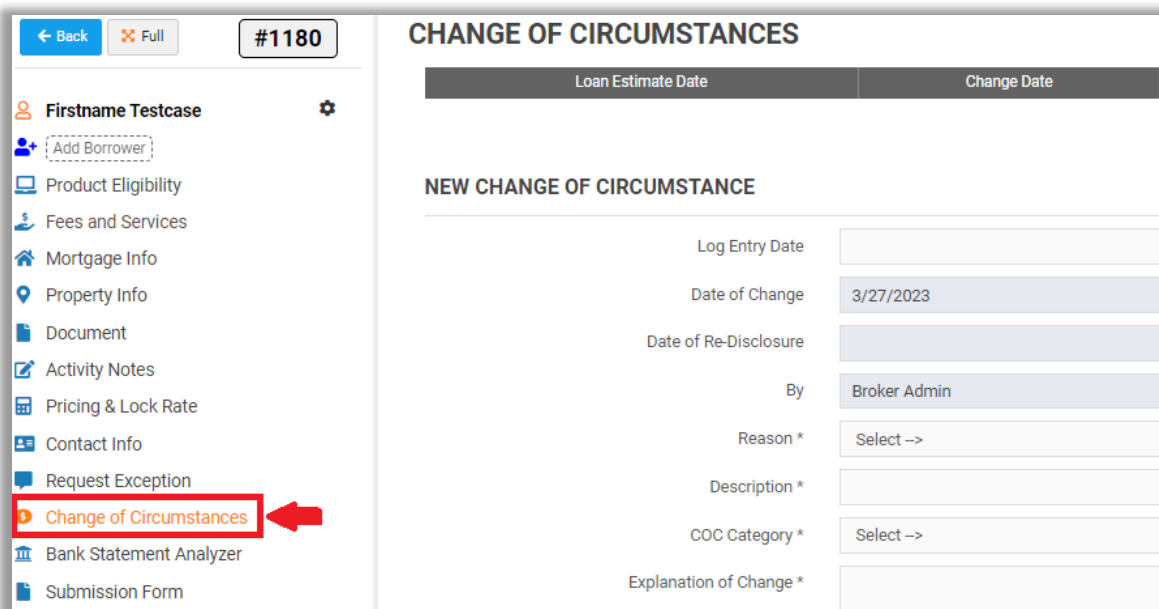 Back
Full
#1180
Firstname Testcase
Add Borrower
Product Eligibility
Fees and Services
Mortgage Info
Property Info
Document
Activity Notes
Pricing & Lock Rate
Contact Info
Request Exception
Change of Circumstances
Bank Statement Analyzer
Submission Form
CHANGE OF CIRCUMSTANCES
Loan Estimate Date Change Date
NEW CHANGE OF CIRCUMSTANCE
Log Entry Date
Date of Change 3/27/2023
Date of Re-Disclosure
By Broker Admin
Reason * Select -->
Description *
COC Category * Select -->
Explanation of Change *